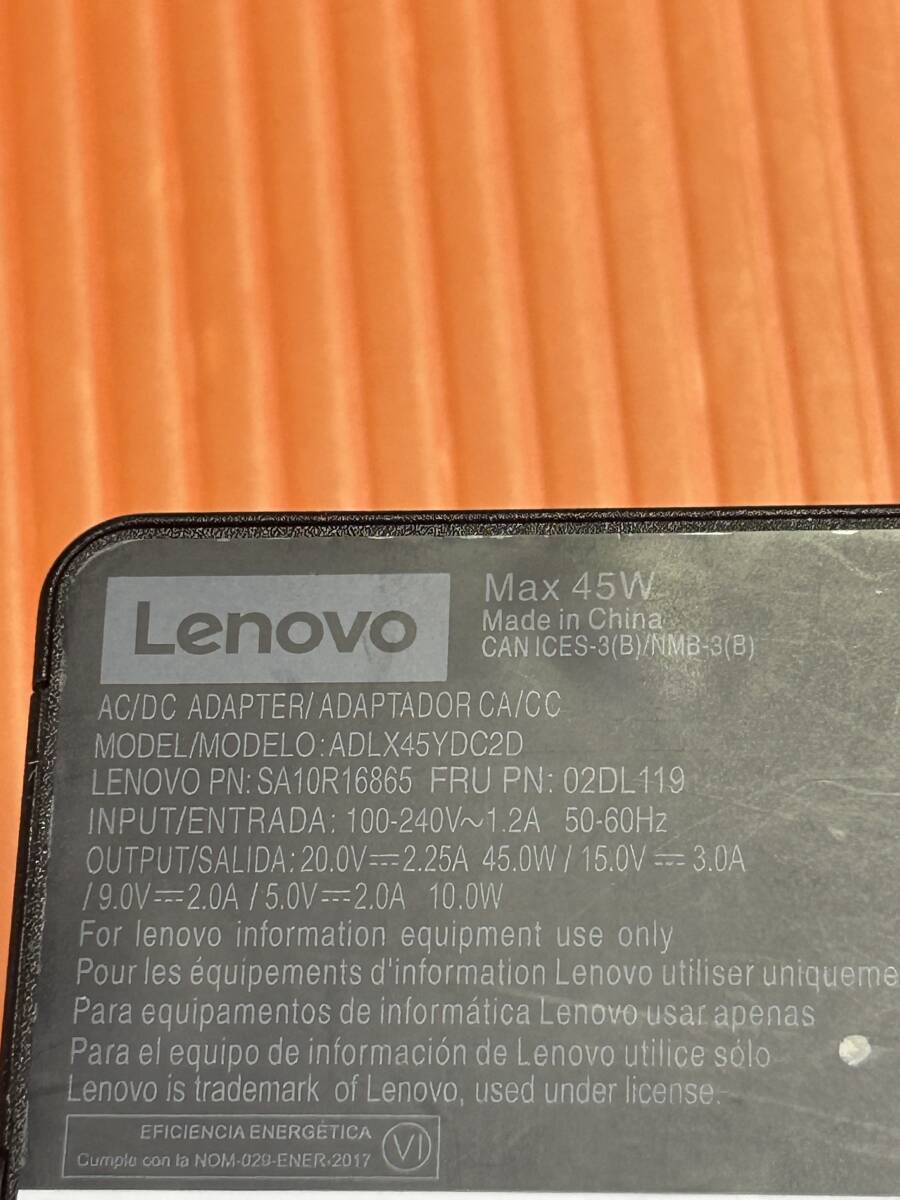 Lenovo
Max 45W
Made in China
CAN ICES-3(B)/NMB-3(B)
AC/DC ADAPTER/ ADAPTADOR CA/CC
MODEL/MODELO:ADLX45YDC2D
LENOVO PN: SA10R16865 FRU PN: 02DL119
INPUT/ENTRADA: 100-240V~1.2A 50-60Hz
OUTPUT/SALIDA: 20.0V⎓2.25A 45.0W / 15.0V⎓3.0A
/ 9.0V⎓2.0A / 5.0V⎓2.0A 10.0W
For lenovo information equipment use only
Pour les équipements d'information Lenovo utiliser uniqueme
Para equipamentos de informática Lenovo usar apenas
Para el equipo de información de Lenovo utilice sólo
Lenovo is trademark of Lenovo, used under license.
EFICIENCIA ENERGÉTICA
Cumple con la NOM-029-ENER-2017
VI